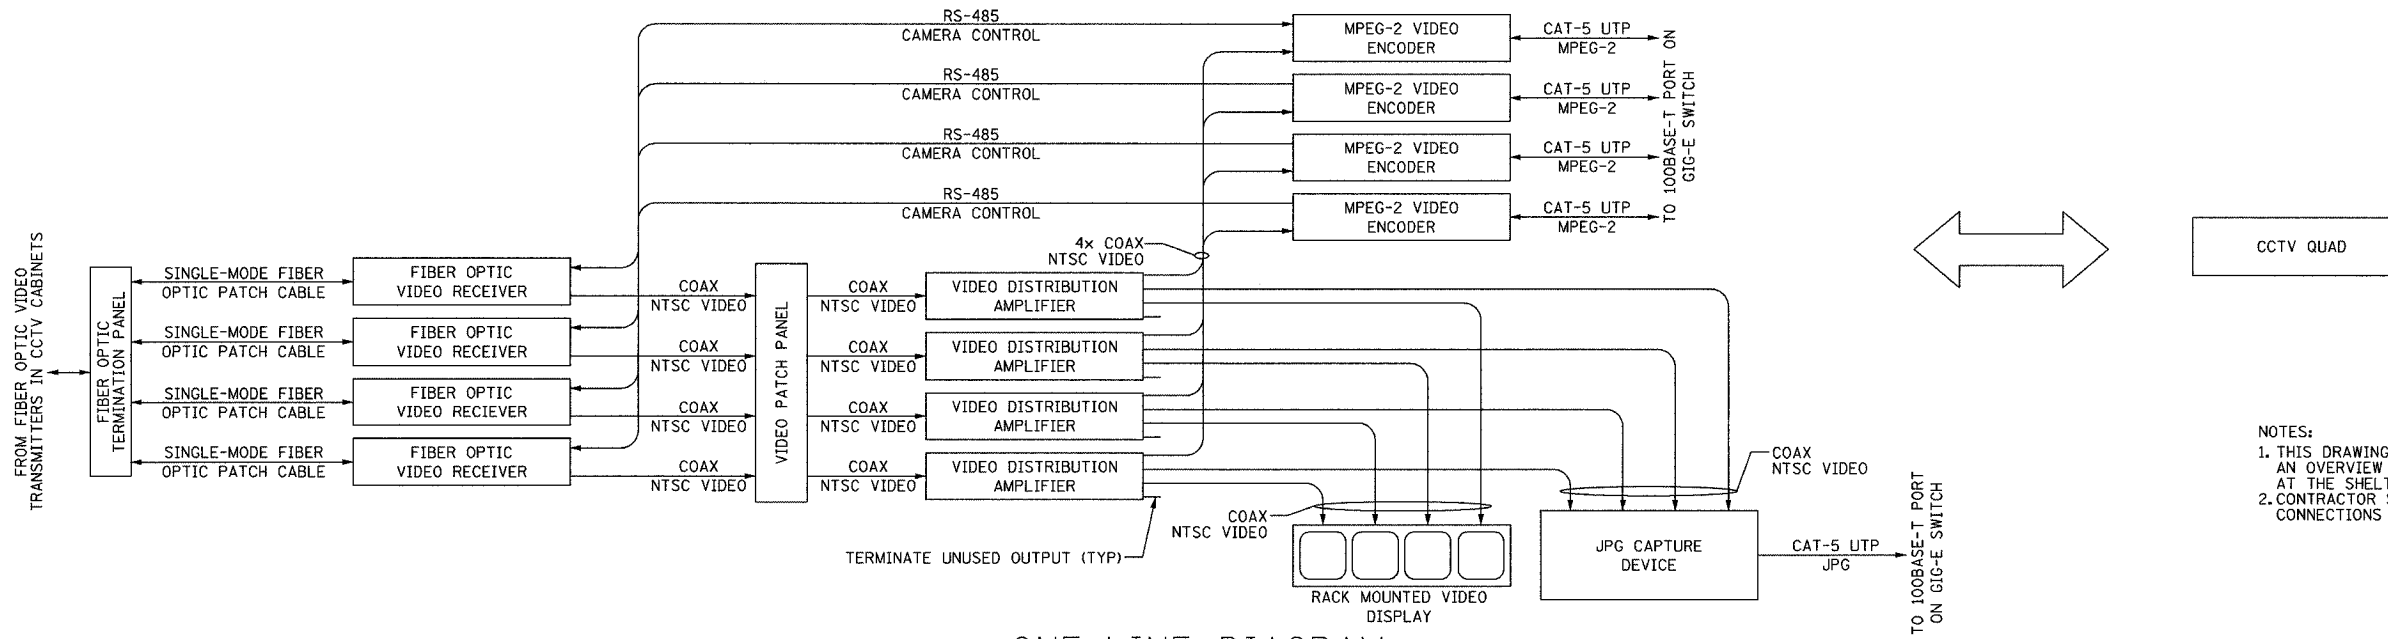 RS-485
CAMERA CONTROL
MPEG-2 VIDEO
ENCODER
CAT-5 UTP
MPEG-2
RS-485
CAMERA CONTROL
MPEG-2 VIDEO
ENCODER
CAT-5 UTP
MPEG-2
RS-485
CAMERA CONTROL
MPEG-2 VIDEO
ENCODER
CAT-5 UTP
MPEG-2
RS-485
CAMERA CONTROL
MPEG-2 VIDEO
ENCODER
CAT-5 UTP
MPEG-2
TO 100BASE-T PORT ON
GIG-E SWITCH
4x COAX
NTSC VIDEO
FROM FIBER OPTIC VIDEO
TRANSMITTERS IN CCTV CABINETS
FIBER OPTIC
TERMINATION PANEL
SINGLE-MODE FIBER
OPTIC PATCH CABLE
FIBER OPTIC
VIDEO RECEIVER
COAX
NTSC VIDEO
SINGLE-MODE FIBER
OPTIC PATCH CABLE
FIBER OPTIC
VIDEO RECEIVER
COAX
NTSC VIDEO
SINGLE-MODE FIBER
OPTIC PATCH CABLE
FIBER OPTIC
VIDEO RECIEVER
COAX
NTSC VIDEO
SINGLE-MODE FIBER
OPTIC PATCH CABLE
FIBER OPTIC
VIDEO RECEIVER
COAX
NTSC VIDEO
VIDEO PATCH PANEL
COAX
NTSC VIDEO
VIDEO DISTRIBUTION
AMPLIFIER
COAX
NTSC VIDEO
VIDEO DISTRIBUTION
AMPLIFIER
COAX
NTSC VIDEO
VIDEO DISTRIBUTION
AMPLIFIER
COAX
NTSC VIDEO
VIDEO DISTRIBUTION
AMPLIFIER
TERMINATE UNUSED OUTPUT (TYP)
COAX
NTSC VIDEO
RACK MOUNTED VIDEO
DISPLAY
COAX
NTSC VIDEO
JPG CAPTURE
DEVICE
CAT-5 UTP
JPG
TO 100BASE-T PORT
ON GIG-E SWITCH
CCTV QUAD
NOTES:
1. THIS DRAWING
AN OVERVIEW
AT THE SHELT
2. CONTRACTOR S
CONNECTIONS
ONE LINE DIAGRAM